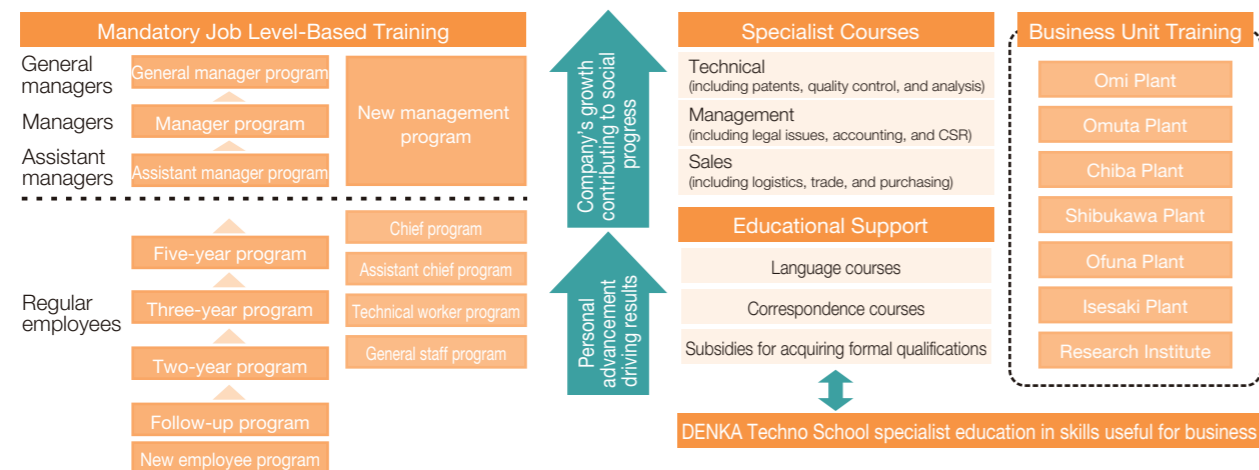 Mandatory Job Level-Based Training
General
managers
General manager program
Managers
Manager program
Assistant
managers
Assistant manager program
New management
program
Regular
employees
Five-year program
Three-year program
Two-year program
Follow-up program
New employee program
Chief program
Assistant chief program
Technical worker program
General staff program
Company's growth
contributing to social
progress
Personal
advancement
driving results
Specialist Courses
Technical
(including patents, quality control, and analysis)
Management
(including legal issues, accounting, and CSR)
Sales
(including logistics, trade, and purchasing)
Educational Support
Language courses
Correspondence courses
Subsidies for acquiring formal qualifications
DENKA Techno School specialist education in skills useful for business
Business Unit Training
Omi Plant
Omuta Plant
Chiba Plant
Shibukawa Plant
Ofuna Plant
Isesaki Plant
Research Institute